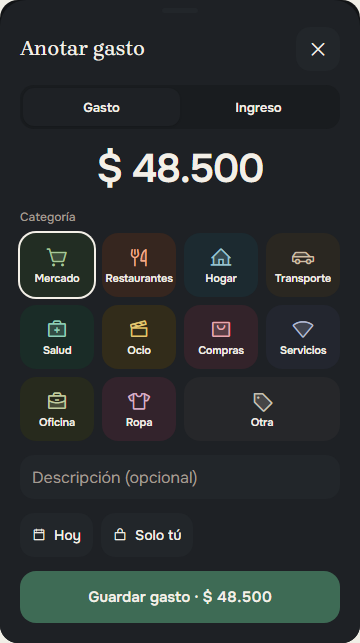 Anotar gasto
Gasto Ingreso
$ 48.500
Categoría
Mercado Restaurantes Hogar Transporte
Salud Ocio Compras Servicios
Oficina Ropa Otra
Descripción (opcional)
Hoy Solo tú
Guardar gasto · $ 48.500